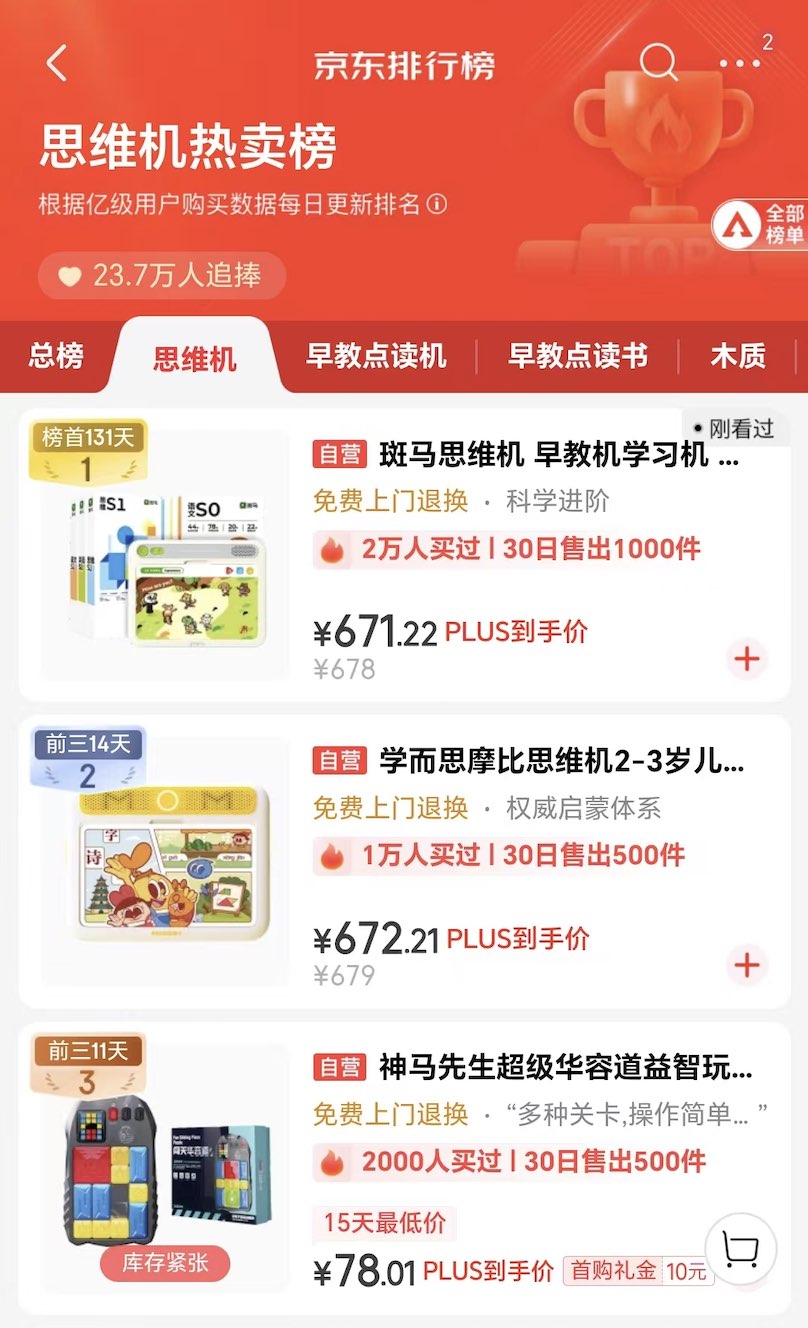 京东排行榜
2
思维机热卖榜
根据亿级用户购买数据每日更新排名
全部
榜单
TOP
23.7万人追捧
总榜
思维机
早教点读机
早教点读书
木质
榜首131天
1
刚看过
自营 斑马思维机 早教机学习机 ...
免费上门退换 · 科学进阶
2万人买过 | 30日售出1000件
¥671.22 PLUS到手价
¥678
S1
语文S0
斑马
前三14天
2
自营 学而思摩比思维机2-3岁儿...
免费上门退换 · 权威启蒙体系
1万人买过 | 30日售出500件
¥672.21 PLUS到手价
¥679
字
诗
前三11天
3
自营 神马先生超级华容道益智玩...
免费上门退换 · “多种关卡,操作简单... ”
2000人买过 | 30日售出500件
15天最低价
¥78.01 PLUS到手价 首购礼金 10元
库存紧张